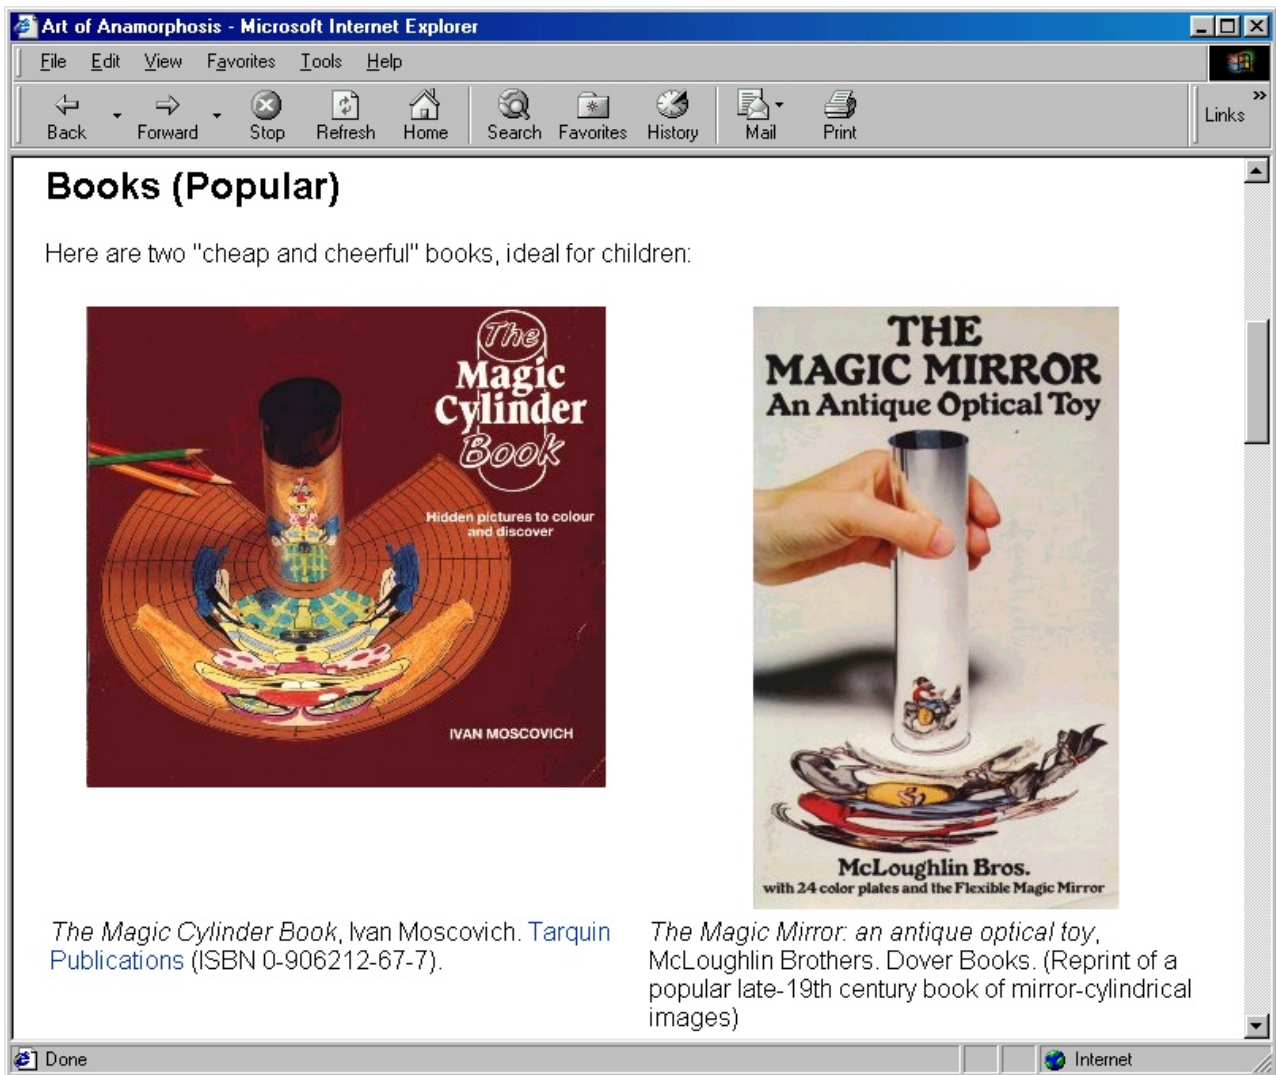 Art of Anamorphosis - Microsoft Internet Explorer
File Edit View Favorites Tools Help
Back Forward Stop Refresh Home Search Favorites History Mail Print Links »
Books (Popular)
Here are two "cheap and cheerful" books, ideal for children:
The
Magic
Cylinder
Book
Hidden pictures to colour
and discover
IVAN MOSCOVICH
THE
MAGIC MIRROR
An Antique Optical Toy
McLoughlin Bros.
with 24 color plates and the Flexible Magic Mirror
The Magic Cylinder Book, Ivan Moscovich. Tarquin
Publications (ISBN 0-906212-67-7).
The Magic Mirror: an antique optical toy,
McLoughlin Brothers. Dover Books. (Reprint of a
popular late-19th century book of mirror-cylindrical
images)
Done
Internet